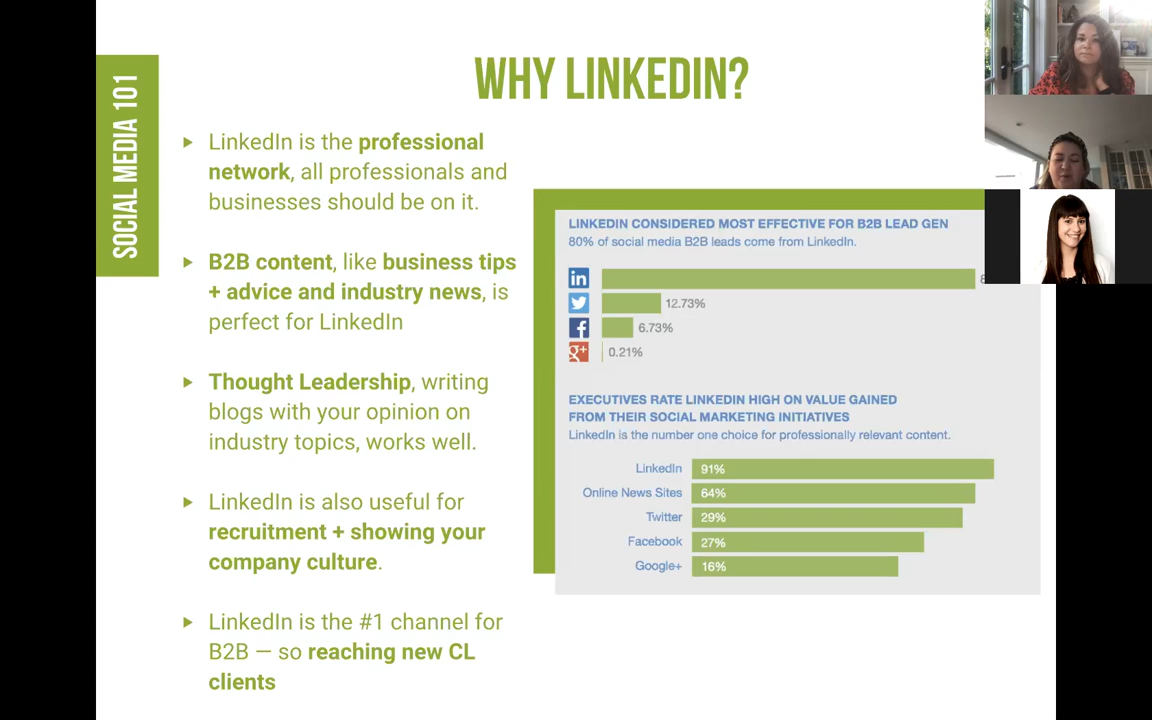 SOCIAL MEDIA 101
WHY LINKEDIN?
LinkedIn is the professional
network, all professionals and
businesses should be on it.
B2B content, like business tips
+ advice and industry news, is
perfect for LinkedIn
Thought Leadership, writing
blogs with your opinion on
industry topics, works well.
LinkedIn is also useful for
recruitment + showing your
company culture.
LinkedIn is the #1 channel for
B2B — so reaching new CL
clients
LINKEDIN CONSIDERED MOST EFFECTIVE FOR B2B LEAD GEN
80% of social media B2B leads come from LinkedIn.
in
12.73%
f 6.73%
g+ 0.21%
EXECUTIVES RATE LINKEDIN HIGH ON VALUE GAINED
FROM THEIR SOCIAL MARKETING INITIATIVES
LinkedIn is the number one choice for professionally relevant content.
LinkedIn 91%
Online News Sites 64%
Twitter 29%
Facebook 27%
Google+ 16%